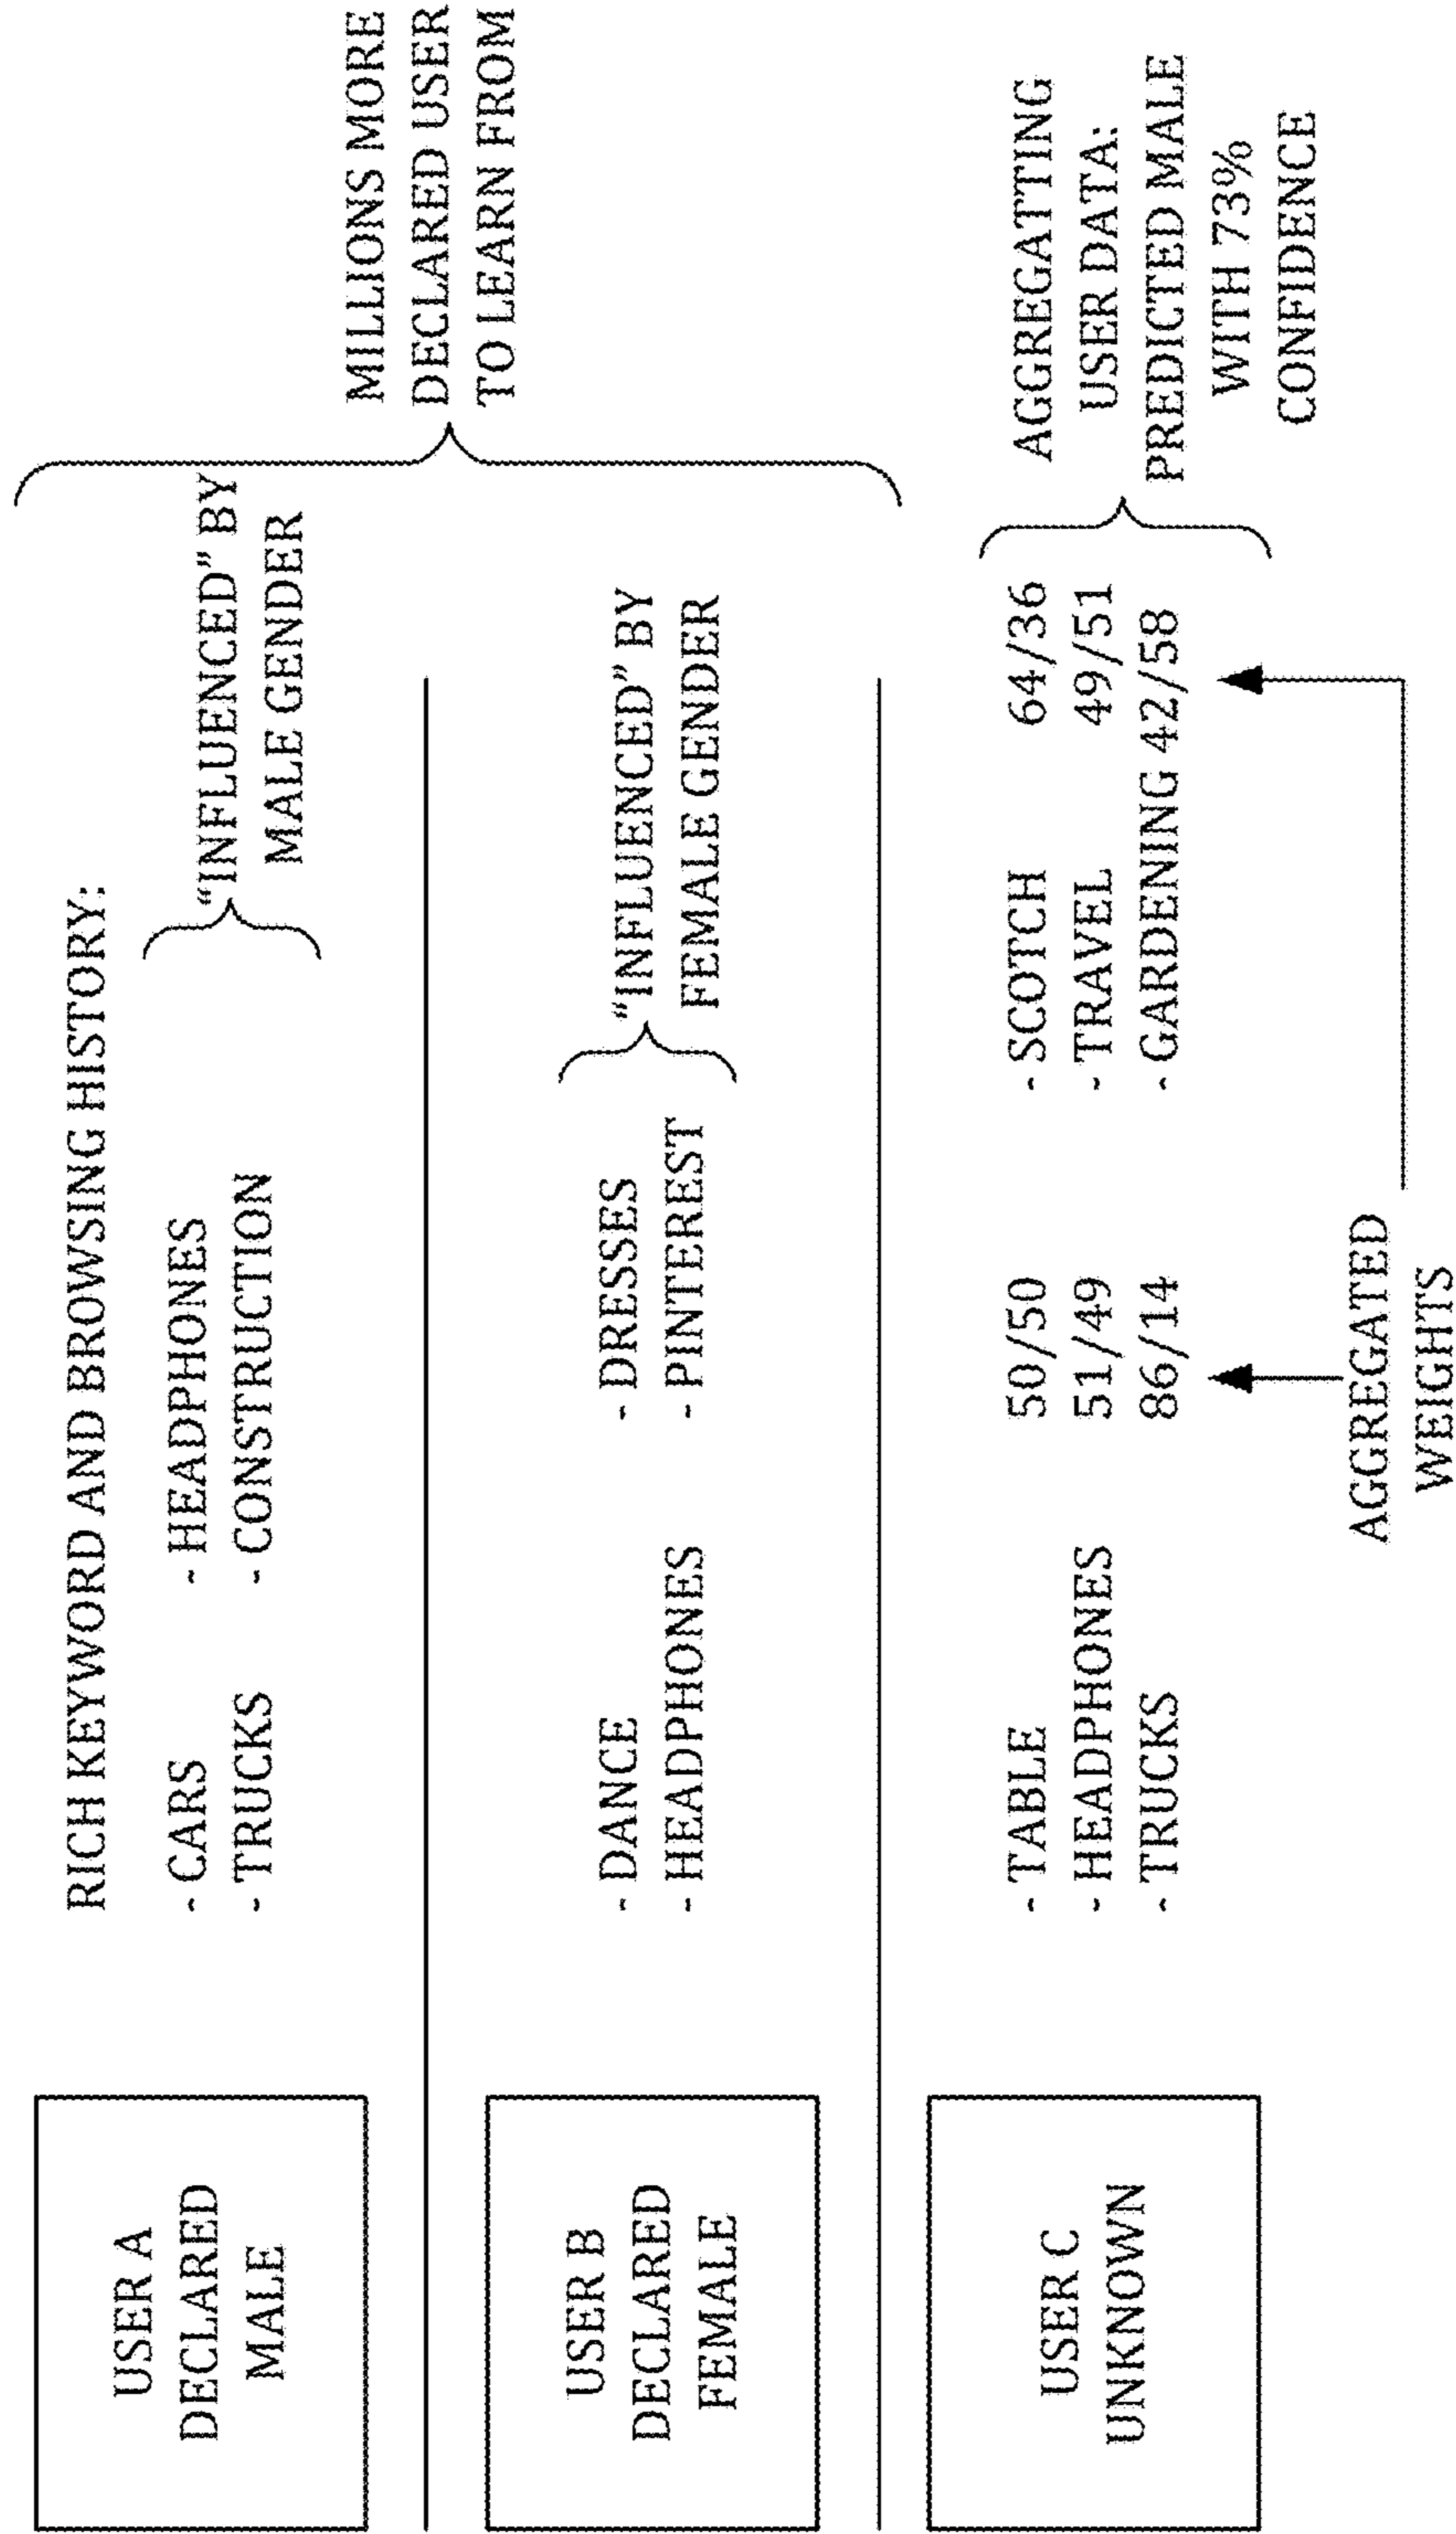 RICH KEYWORD AND BROWSING HISTORY:
USER A
DECLARED
MALE
- CARS
- TRUCKS
- HEADPHONES
- CONSTRUCTION
“INFLUENCED” BY
MALE GENDER
MILLIONS MORE
DECLARED USER
TO LEARN FROM
USER B
DECLARED
FEMALE
- DANCE
- HEADPHONES
- DRESSES
- PINTEREST
“INFLUENCED” BY
FEMALE GENDER
USER C
UNKNOWN
- TABLE 50/50
- HEADPHONES 51/49
- TRUCKS 86/14
- SCOTCH 64/36
- TRAVEL 49/51
- GARDENING 42/58
AGGREGATTING
USER DATA:
PREDICTED MALE
WITH 73%
CONFIDENCE
AGGREGATED
WEIGHTS